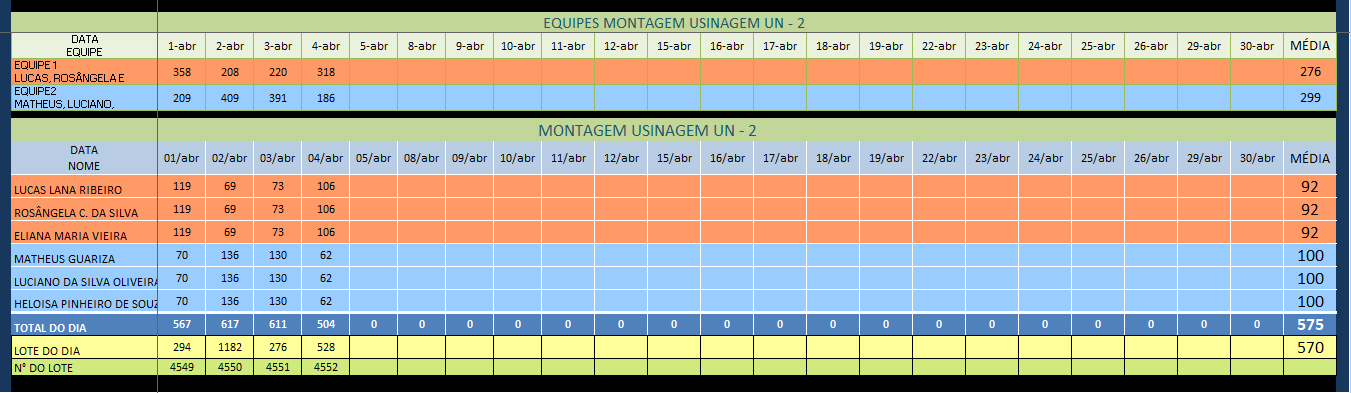 EQUIPES MONTAGEM USINAGEM UN - 2
DATA
EQUIPE 1-abr 2-abr 3-abr 4-abr 5-abr 8-abr 9-abr 10-abr 11-abr 12-abr 15-abr 16-abr 17-abr 18-abr 19-abr 22-abr 23-abr 24-abr 25-abr 26-abr 29-abr 30-abr MÉDIA
EQUIPE 1
LUCAS, ROSÂNGELA E 358 208 220 318 276
EQUIPE2
MATHEUS, LUCIANO, 209 409 391 186 299
MONTAGEM USINAGEM UN - 2
DATA
NOME 01/abr 02/abr 03/abr 04/abr 05/abr 08/abr 09/abr 10/abr 11/abr 12/abr 15/abr 16/abr 17/abr 18/abr 19/abr 22/abr 23/abr 24/abr 25/abr 26/abr 29/abr 30/abr MÉDIA
LUCAS LANA RIBEIRO 119 69 73 106 92
ROSÂNGELA C. DA SILVA 119 69 73 106 92
ELIANA MARIA VIEIRA 119 69 73 106 92
MATHEUS GUARIZA 70 136 130 62 100
LUCIANO DA SILVA OLIVEIRA 70 136 130 62 100
HELOISA PINHEIRO DE SOUZ 70 136 130 62 100
TOTAL DO DIA 567 617 611 504 0 0 0 0 0 0 0 0 0 0 0 0 0 0 0 0 0 0 575
LOTE DO DIA 294 1182 276 528 570
N° DO LOTE 4549 4550 4551 4552